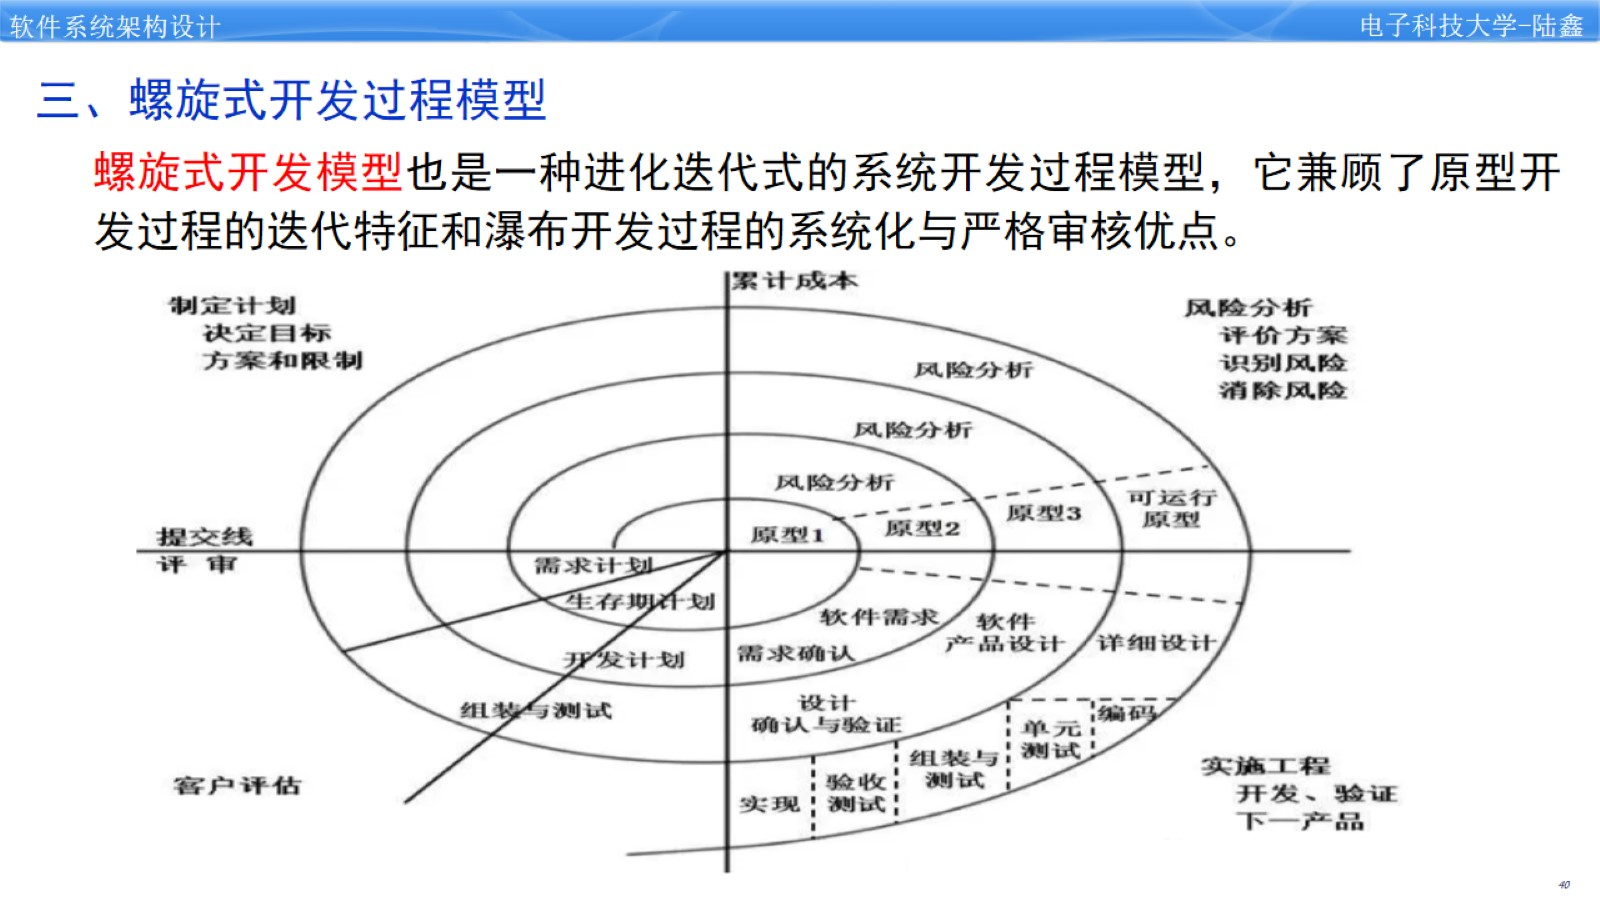 软件系统架构设计
电子科技大学-陆鑫
三、螺旋式开发过程模型
螺旋式开发模型也是一种进化迭代式的系统开发过程模型，它兼顾了原型开
发过程的迭代特征和瀑布开发过程的系统化与严格审核优点。
累计成本
制定计划
决定目标
方案和限制
风险分析
评价方案
识别风险
消除风险
风险分析
风险分析
风险分析
可运行
原型
原型3
原型2
原型1
提交线
评 审
需求计划
生存期计划
开发计划
组装与测试
软件需求
需求确认
软件
产品设计
详细设计
设计
确认与验证
编码
单元
测试
组装与
测试
验收
测试
实现
客户评估
实施工程
开发、验证
下一产品
40